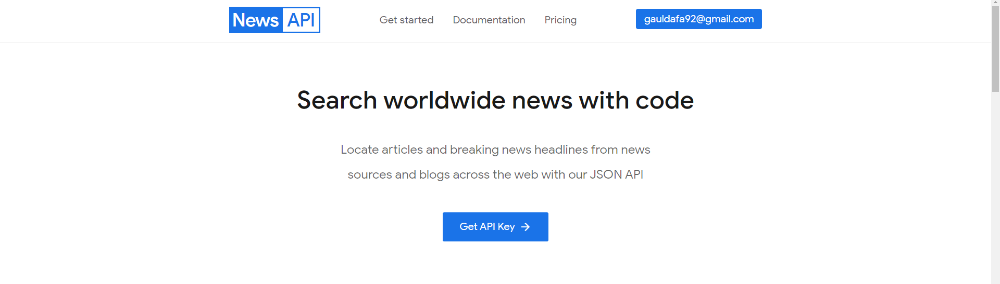 News API
Get started
Documentation
Pricing
gauldafa92@gmail.com
Search worldwide news with code
Locate articles and breaking news headlines from news
sources and blogs across the web with our JSON API
Get API Key →